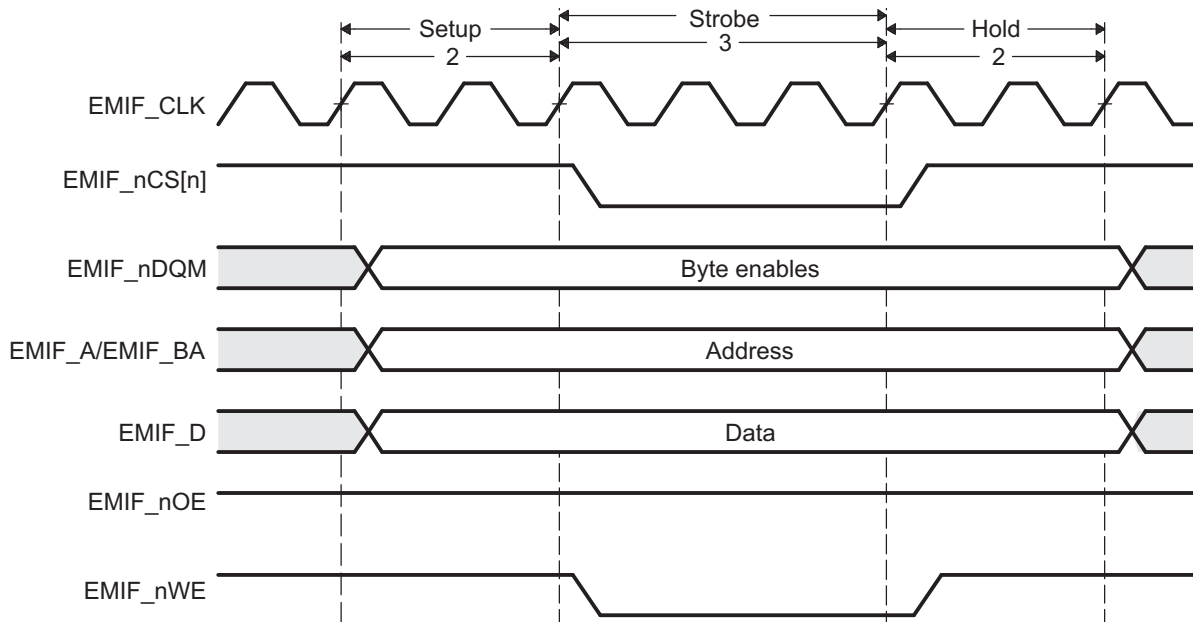 Setup
Strobe
Hold
2
3
2
EMIF_CLK
EMIF_nCS[n]
EMIF_nDQM
Byte enables
EMIF_A/EMIF_BA
Address
EMIF_D
Data
EMIF_nOE
EMIF_nWE